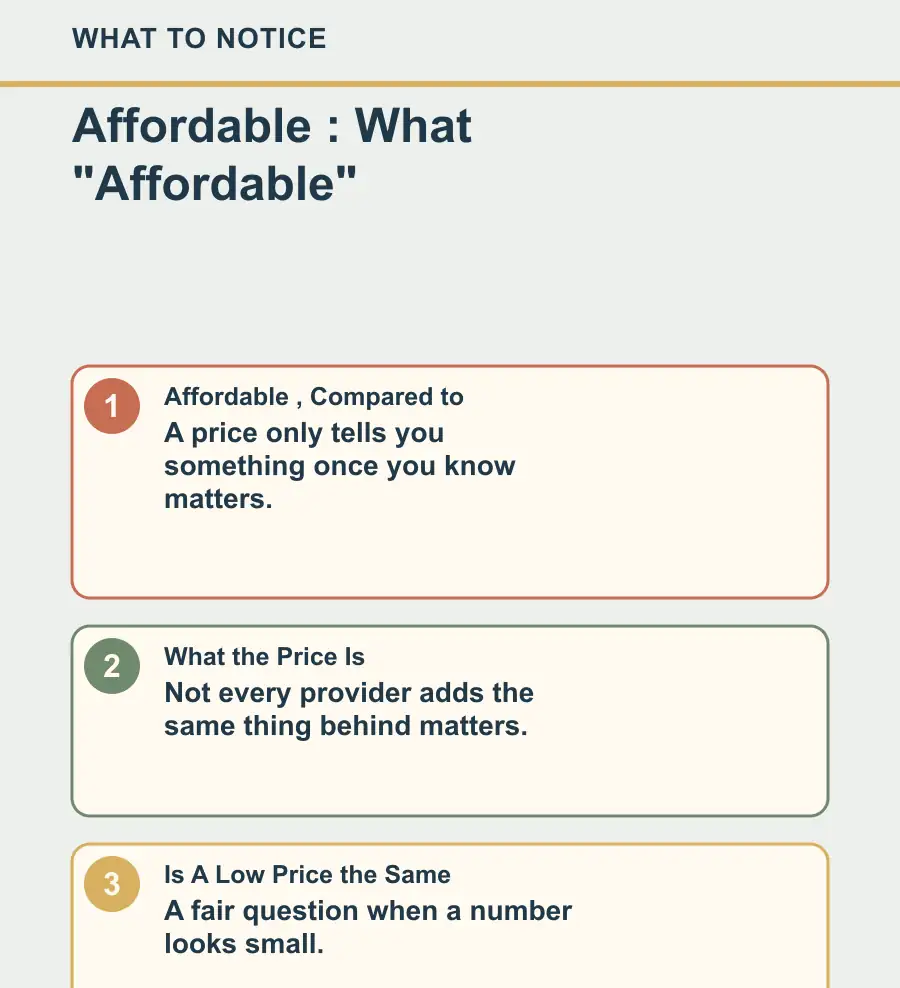 WHAT TO NOTICE
Affordable : What
"Affordable"
1
Affordable , Compared to
A price only tells you
something once you know
matters.
2
What the Price Is
Not every provider adds the
same thing behind matters.
3
Is A Low Price the Same
A fair question when a number
looks small.